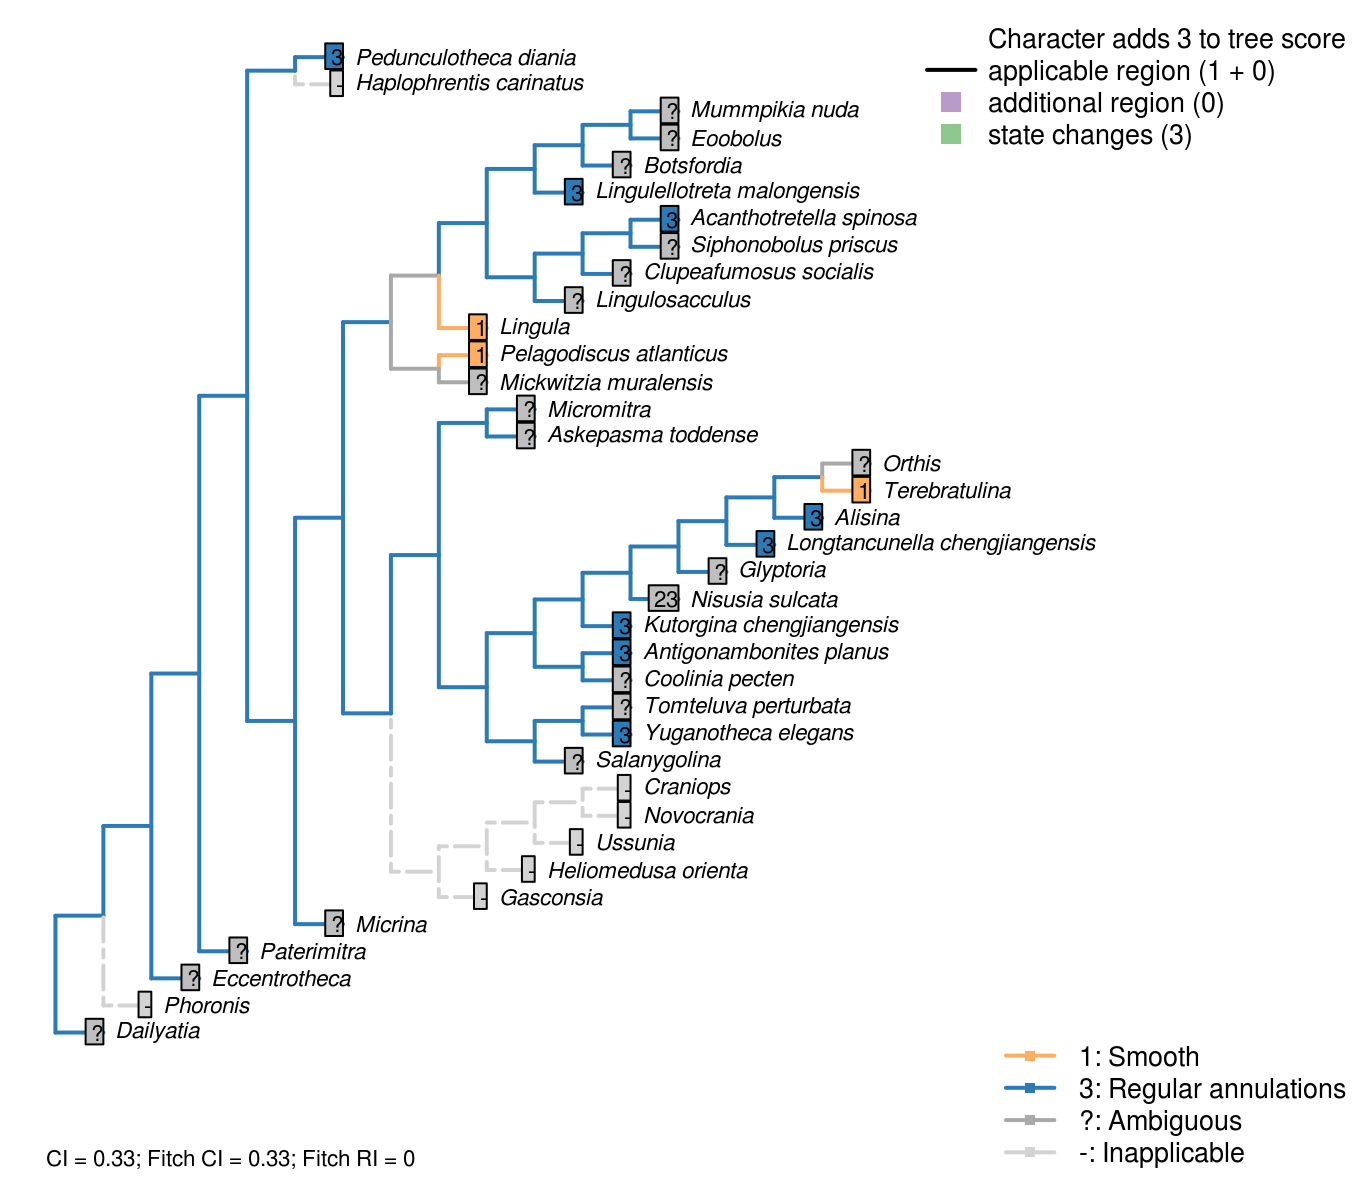 Character adds 3 to tree score
applicable region (1 + 0)
additional region (0)
state changes (3)
3 Pedunculotheca diania
- Haplophrentis carinatus
? Mummpikia nuda
? Eoobolus
? Botsfordia
3 Lingulellotreta malongensis
3 Acanthotretella spinosa
? Siphonobolus priscus
? Clupeafumosus socialis
? Lingulosacculus
1 Lingula
1 Pelagodiscus atlanticus
? Mickwitzia muralensis
? Micromitra
? Askepasma toddense
? Orthis
1 Terebratulina
3 Alisina
3 Longtancunella chengjiangensis
? Glyptoria
23 Nisusia sulcata
3 Kutorgina chengjiangensis
3 Antigonambonites planus
? Coolinia pecten
? Tomteluva perturbata
3 Yuganotheca elegans
? Salanygolina
- Craniops
- Novocrania
- Ussunia
- Heliomedusa orienta
- Gasconsia
? Micrina
? Paterimitra
? Eccentrotheca
- Phoronis
? Dailyatia
1: Smooth
3: Regular annulations
?: Ambiguous
-: Inapplicable
CI = 0.33; Fitch CI = 0.33; Fitch RI = 0